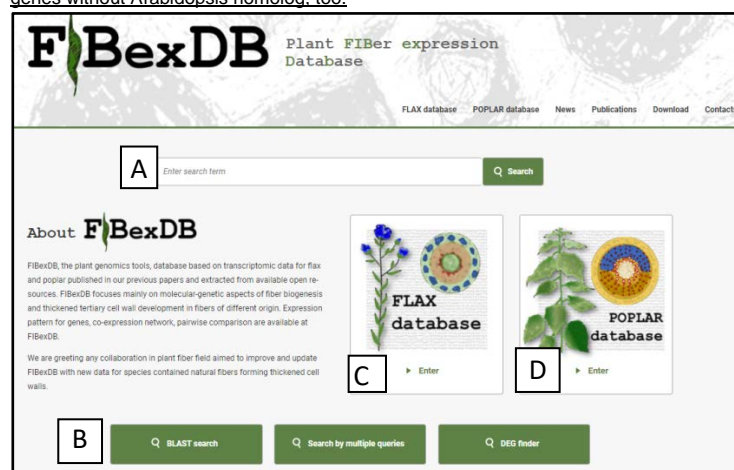 genes without Arabidopsis homolog, too.
FIBexDB Plant FIBer expression
Database
FLAX database POPLAR database News Publications Download Contacts
A Enter search term Search
About FIBexDB
FIBexDB, the plant genomics tools, database based on transcriptomic data for flax
and poplar published in our previous papers and extracted from available open re-
sources. FIBexDB focuses mainly on molecular-genetic aspects of fiber biogenesis
and thickened tertiary cell wall development in fibers of different origin. Expression
pattern for genes, co-expression network, pairwise comparison are available at
FIBexDB.
We are greeting any collaboration in plant fiber field aimed to improve and update
FIBexDB with new data for species contained natural fibers forming thickened cell
walls.
FLAX
database
C Enter
POPLAR
database
D Enter
B BLAST search Search by multiple queries DEG finder